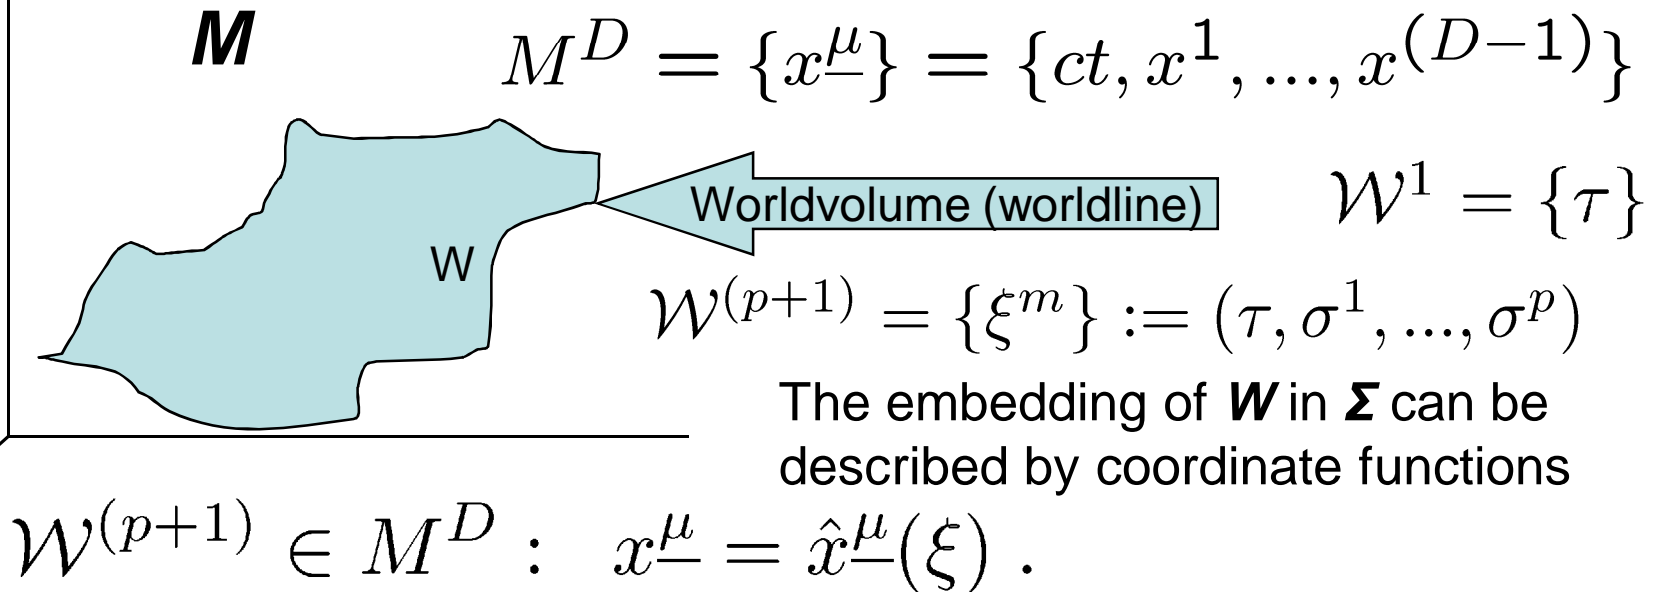 M
M^D = {x^μ̲} = {ct, x^1, ..., x^(D−1)}
Worldvolume (worldline)
𝒲^1 = {τ}
W
𝒲^(p+1) = {ξ^m} := (τ, σ^1, ..., σ^p)
The embedding of W in Σ can be
described by coordinate functions
𝒲^(p+1) ∈ M^D : x^μ̲ = x̂^μ̲(ξ) .